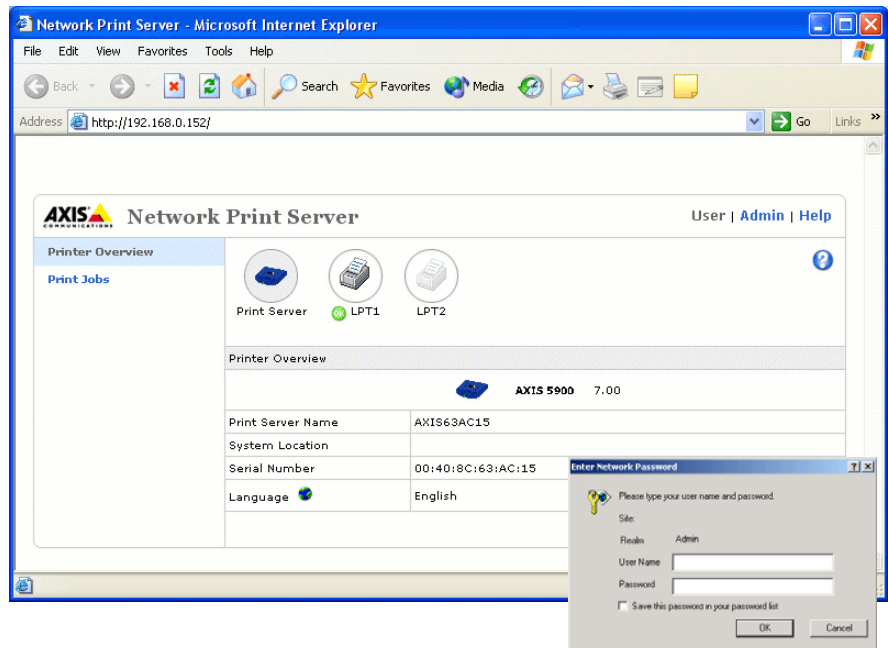 Network Print Server - Microsoft Internet Explorer
File Edit View Favorites Tools Help
Back Search Favorites Media
Address http://192.168.0.152/ Go Links »
AXIS COMMUNICATIONS Network Print Server User | Admin | Help
Printer Overview
Print Jobs
Print Server OK LPT1 LPT2
Printer Overview
AXIS 5900 7.00
Print Server Name AXIS63AC15
System Location
Serial Number 00:40:8C:63:AC:15
Language English
Enter Network Password
Please type your user name and password.
Site:
Realm Admin
User Name
Password
Save this password in your password list
OK Cancel